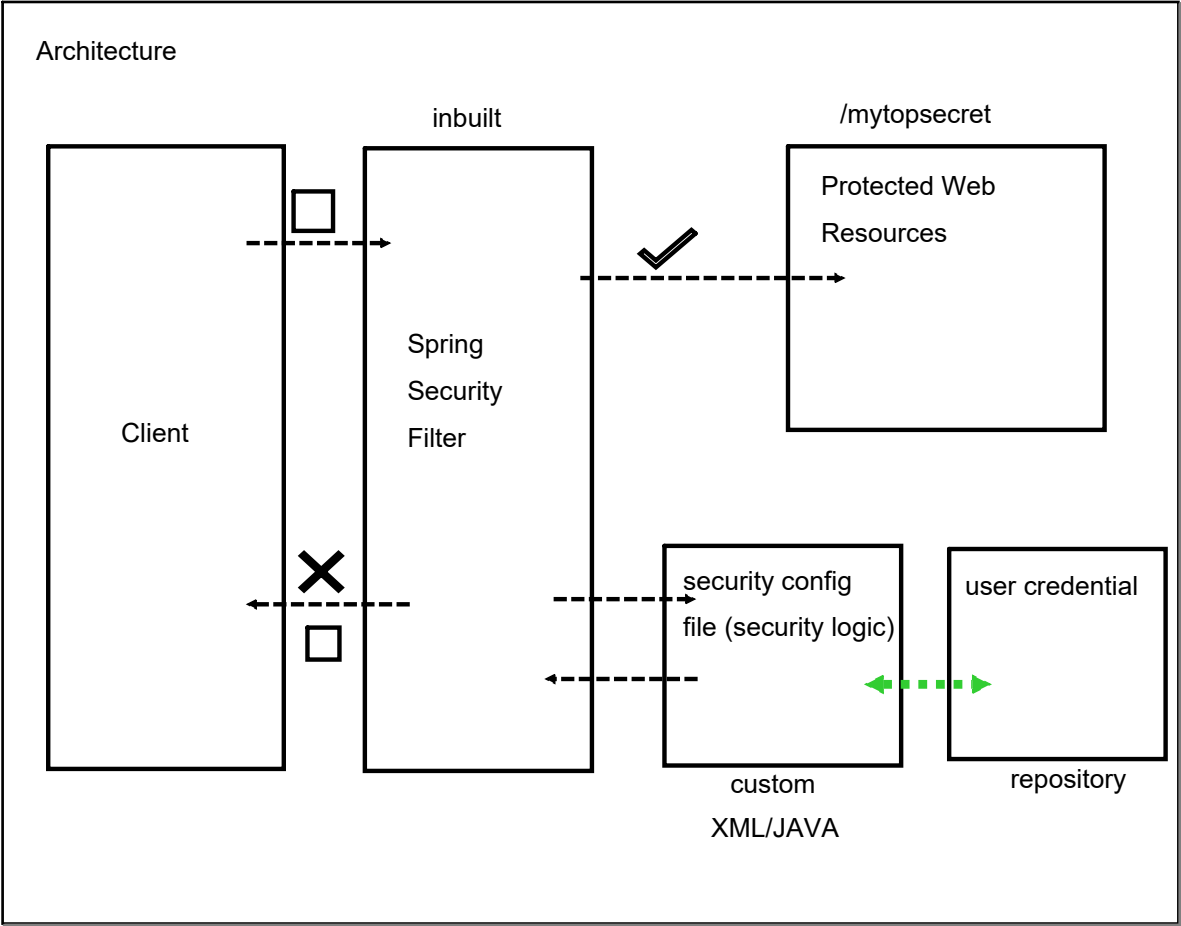 Architecture
inbuilt
/mytopsecret
Protected Web
Resources
Spring
Security
Filter
Client
security config
file (security logic)
user credential
custom
XML/JAVA
repository